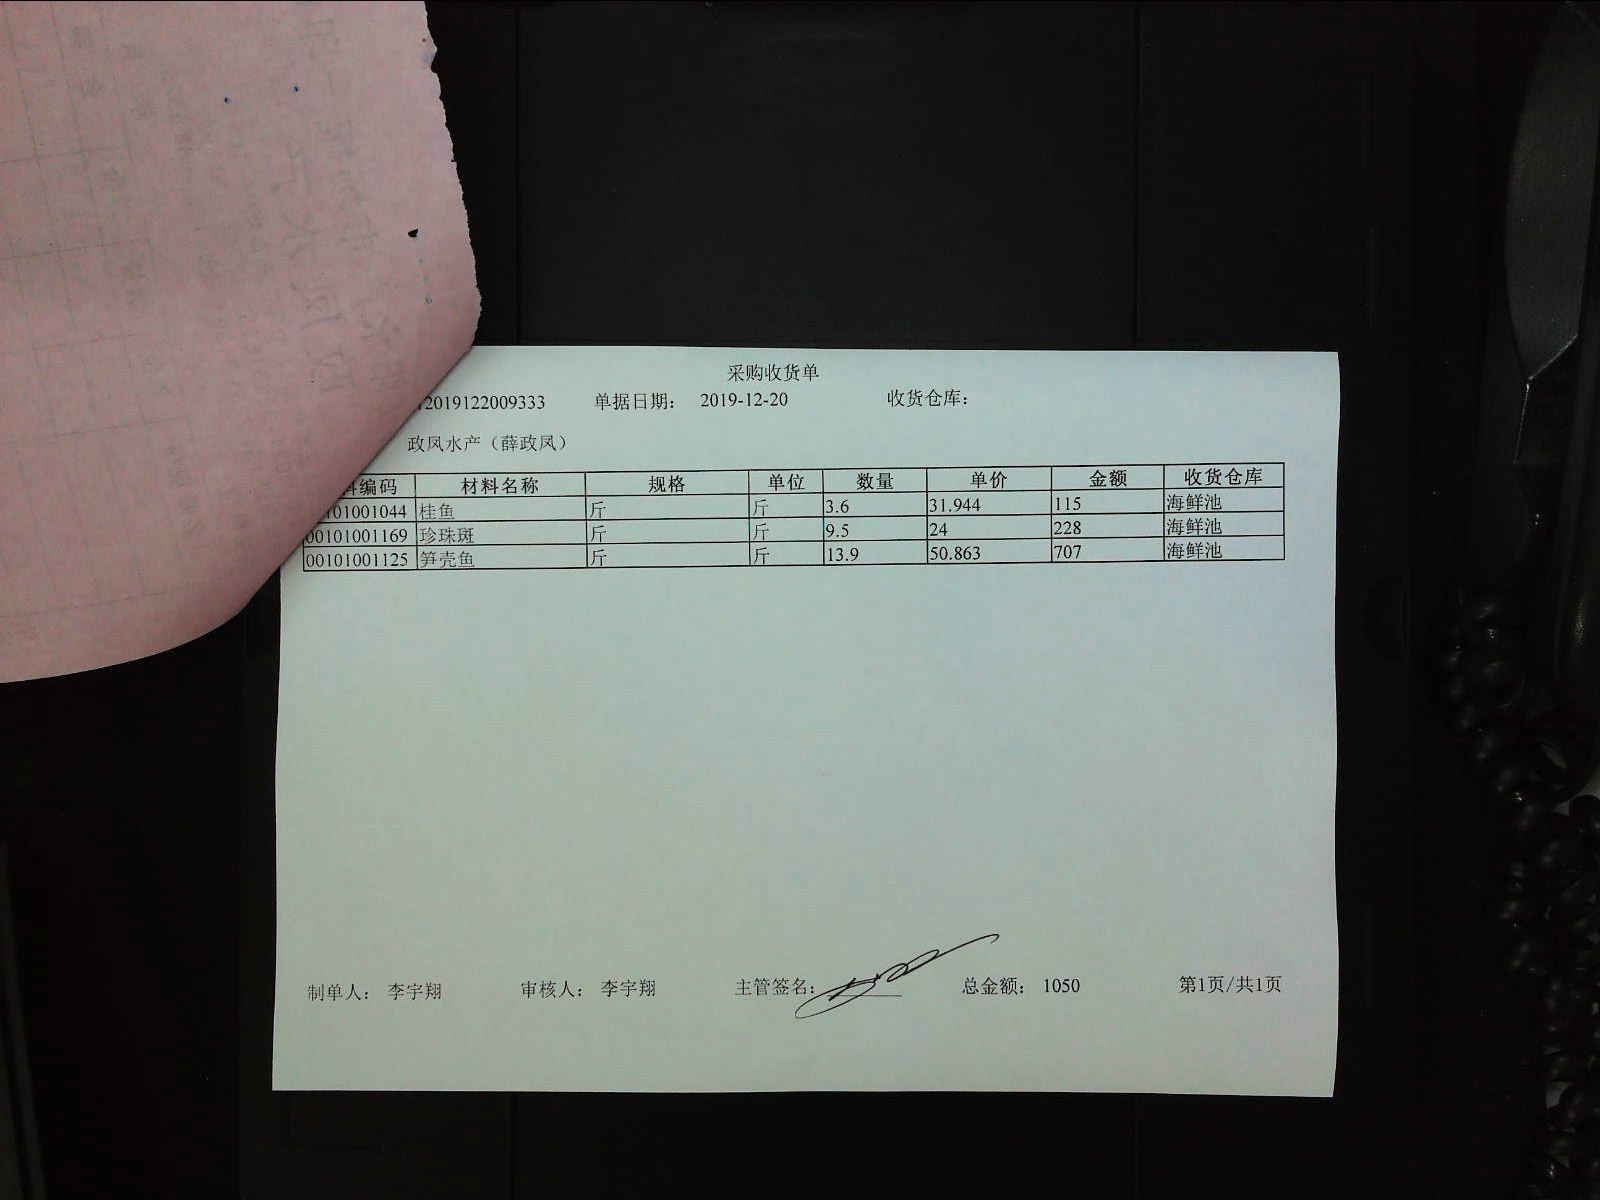 采购收货单
2019122009333 单据日期： 2019-12-20 收货仓库：
政凤水产（薛政凤）
编码 材料名称 规格 单位 数量 单价 金额 收货仓库
0101001044 桂鱼 斤 斤 3.6 31.944 115 海鲜池
00101001169 珍珠斑 斤 斤 9.5 24 228 海鲜池
00101001125 笋壳鱼 斤 斤 13.9 50.863 707 海鲜池
制单人： 李宇翔 审核人： 李宇翔 主管签名： 总金额： 1050 第1页/共1页